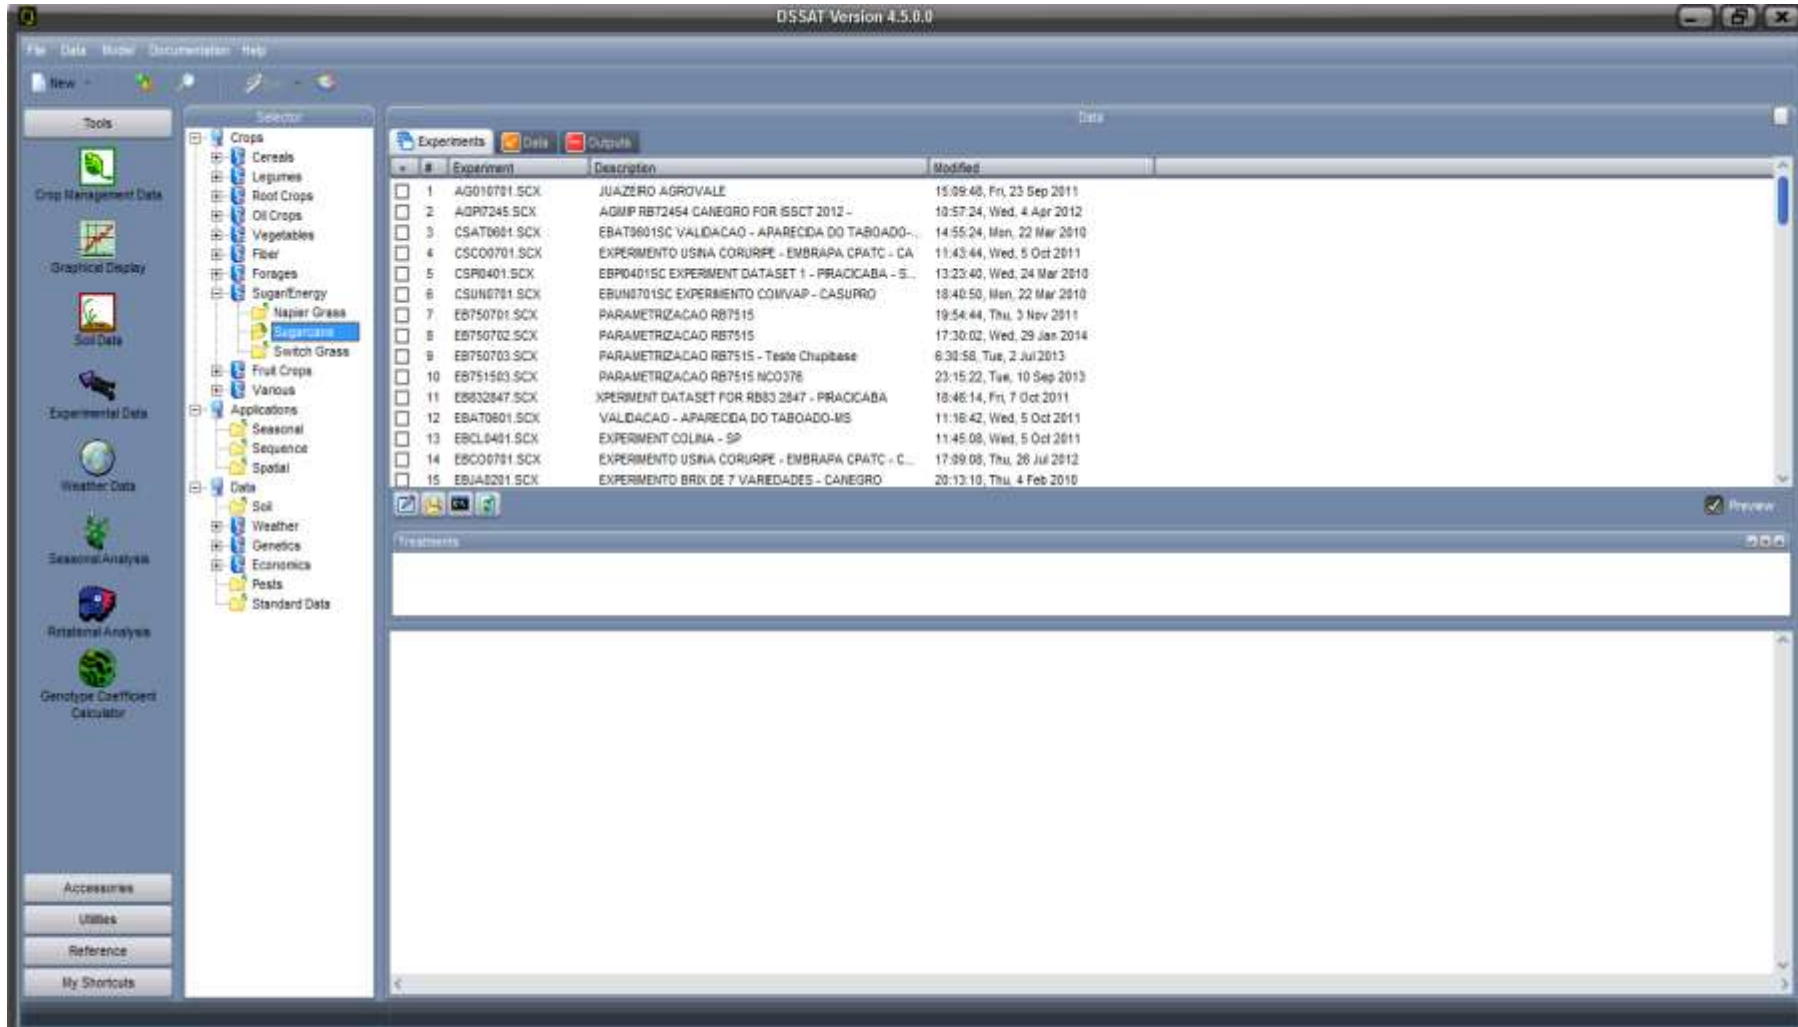 DSSAT Version 4.5.0.0
File Data Model Documentation Help
New
Tools
Crop Management Data
Graphical Display
Soil Data
Experimental Data
Weather Data
Seasonal Analysis
Rotational Analysis
Genotype Coefficient
Calculator
Accessories
Utilities
Reference
My Shortcuts
Selector
Crops
Cereals
Legumes
Root Crops
Oil Crops
Vegetables
Fiber
Forages
Sugar/Energy
Napier Grass
Sugarcane
Switch Grass
Fruit Crops
Various
Applications
Seasonal
Sequence
Spatial
Data
Soil
Weather
Genetics
Economics
Pests
Standard Data
Data
Experiments Data Outputs
# Experiment Description Modified
1 AG010701.SCX JUAZEIRO AGROVALE 15:09:48, Fri, 23 Sep 2011
2 AGPI7245.SCX AGMIP RB72454 CANEGRO FOR ISSCT 2012 - 10:57:24, Wed, 4 Apr 2012
3 CSAT0601.SCX EBAT0601SC VALIDACAO - APARECIDA DO TABOADO-... 14:55:24, Mon, 22 Mar 2010
4 CSCO0701.SCX EXPERIMENTO USINA CORURIPE - EMBRAPA CPATC - CA 11:43:44, Wed, 5 Oct 2011
5 CSPI0401.SCX EBPI0401SC EXPERIMENT DATASET 1 - PIRACICABA - S... 13:23:40, Wed, 24 Mar 2010
6 CSUN0701.SCX EBUN0701SC EXPERIMENTO COMVAP - CASUPRO 18:40:50, Mon, 22 Mar 2010
7 EB750701.SCX PARAMETRIZACAO RB7515 19:54:44, Thu, 3 Nov 2011
8 EB750702.SCX PARAMETRIZACAO RB7515 17:30:02, Wed, 29 Jan 2014
9 EB750703.SCX PARAMETRIZACAO RB7515 - Teste Chupibase 6:30:58, Tue, 2 Jul 2013
10 EB751503.SCX PARAMETRIZACAO RB7515 NCO376 23:15:22, Tue, 10 Sep 2013
11 EB832847.SCX XPERIMENT DATASET FOR RB83 2847 - PIRACICABA 18:46:14, Fri, 7 Oct 2011
12 EBAT0601.SCX VALIDACAO - APARECIDA DO TABOADO-MS 11:16:42, Wed, 5 Oct 2011
13 EBCL0401.SCX EXPERIMENT COLINA - SP 11:45:08, Wed, 5 Oct 2011
14 EBCO0701.SCX EXPERIMENTO USINA CORURIPE - EMBRAPA CPATC - C... 17:09:08, Thu, 26 Jul 2012
15 EBJA0201.SCX EXPERIMENTO BRIX DE 7 VARIEDADES - CANEGRO 20:13:10, Thu, 4 Feb 2010
Preview
Treatments